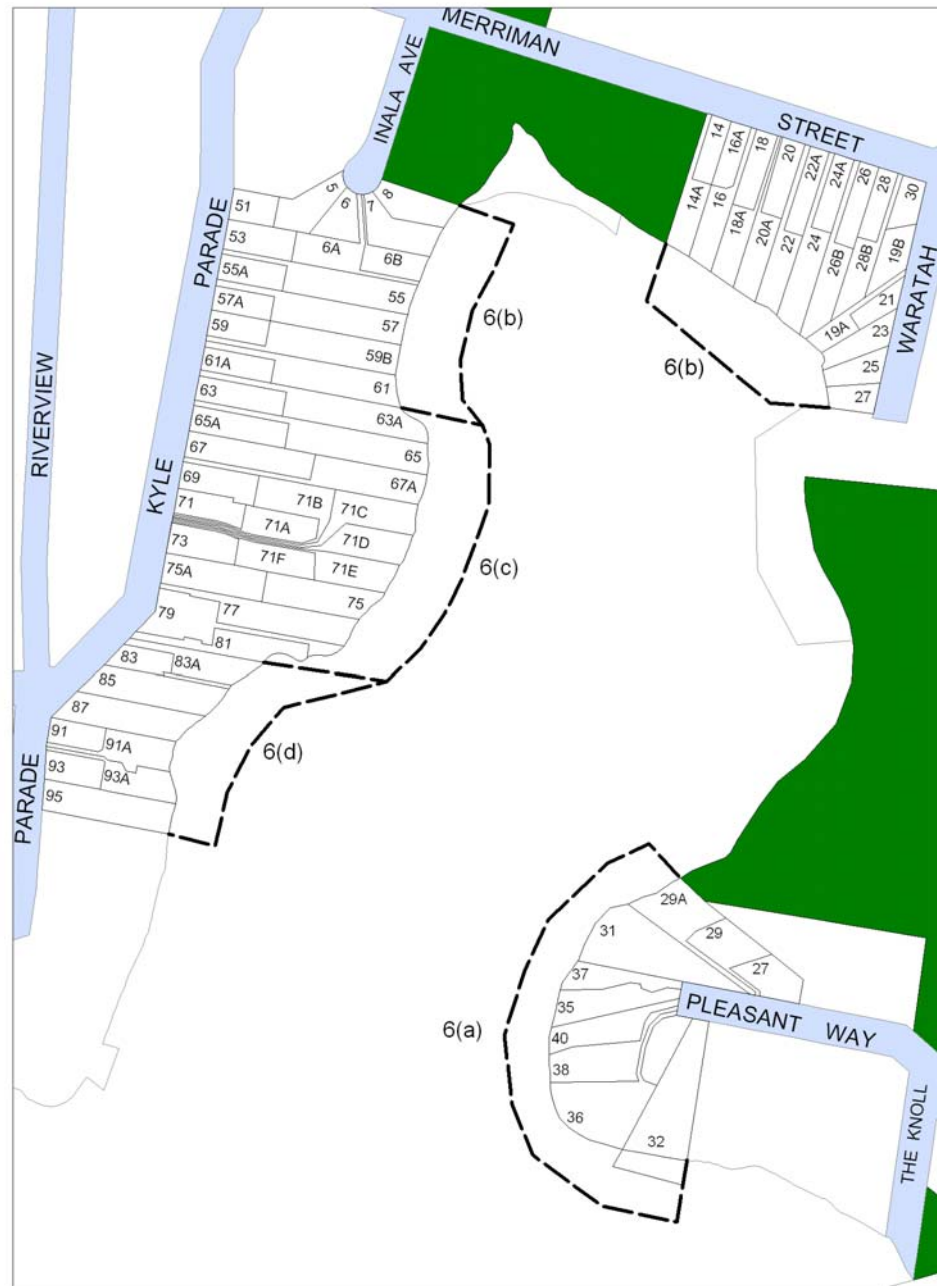 MERRIMAN STREET
INALA AVE
WARATAH
KYLE PARADE
RIVERVIEW
PARADE
14
16A
18
20
22A
24A
26
28
30
14A
16
18A
20A
22
24
26B
28B
19B
21
19A
23
25
27
5
6
7
8
6A
6B
51
53
55A
55
57A
57
59
59B
61A
61
63
63A
65A
65
67
67A
69
71B
71C
71
71A
71D
73
71F
71E
75A
75
77
79
81
83
83A
85
87
91
91A
93
93A
95
6(b)
6(b)
6(c)
6(d)
6(a)
29A
29
27
31
37
35
40
38
36
32
PLEASANT WAY
THE KNOLL